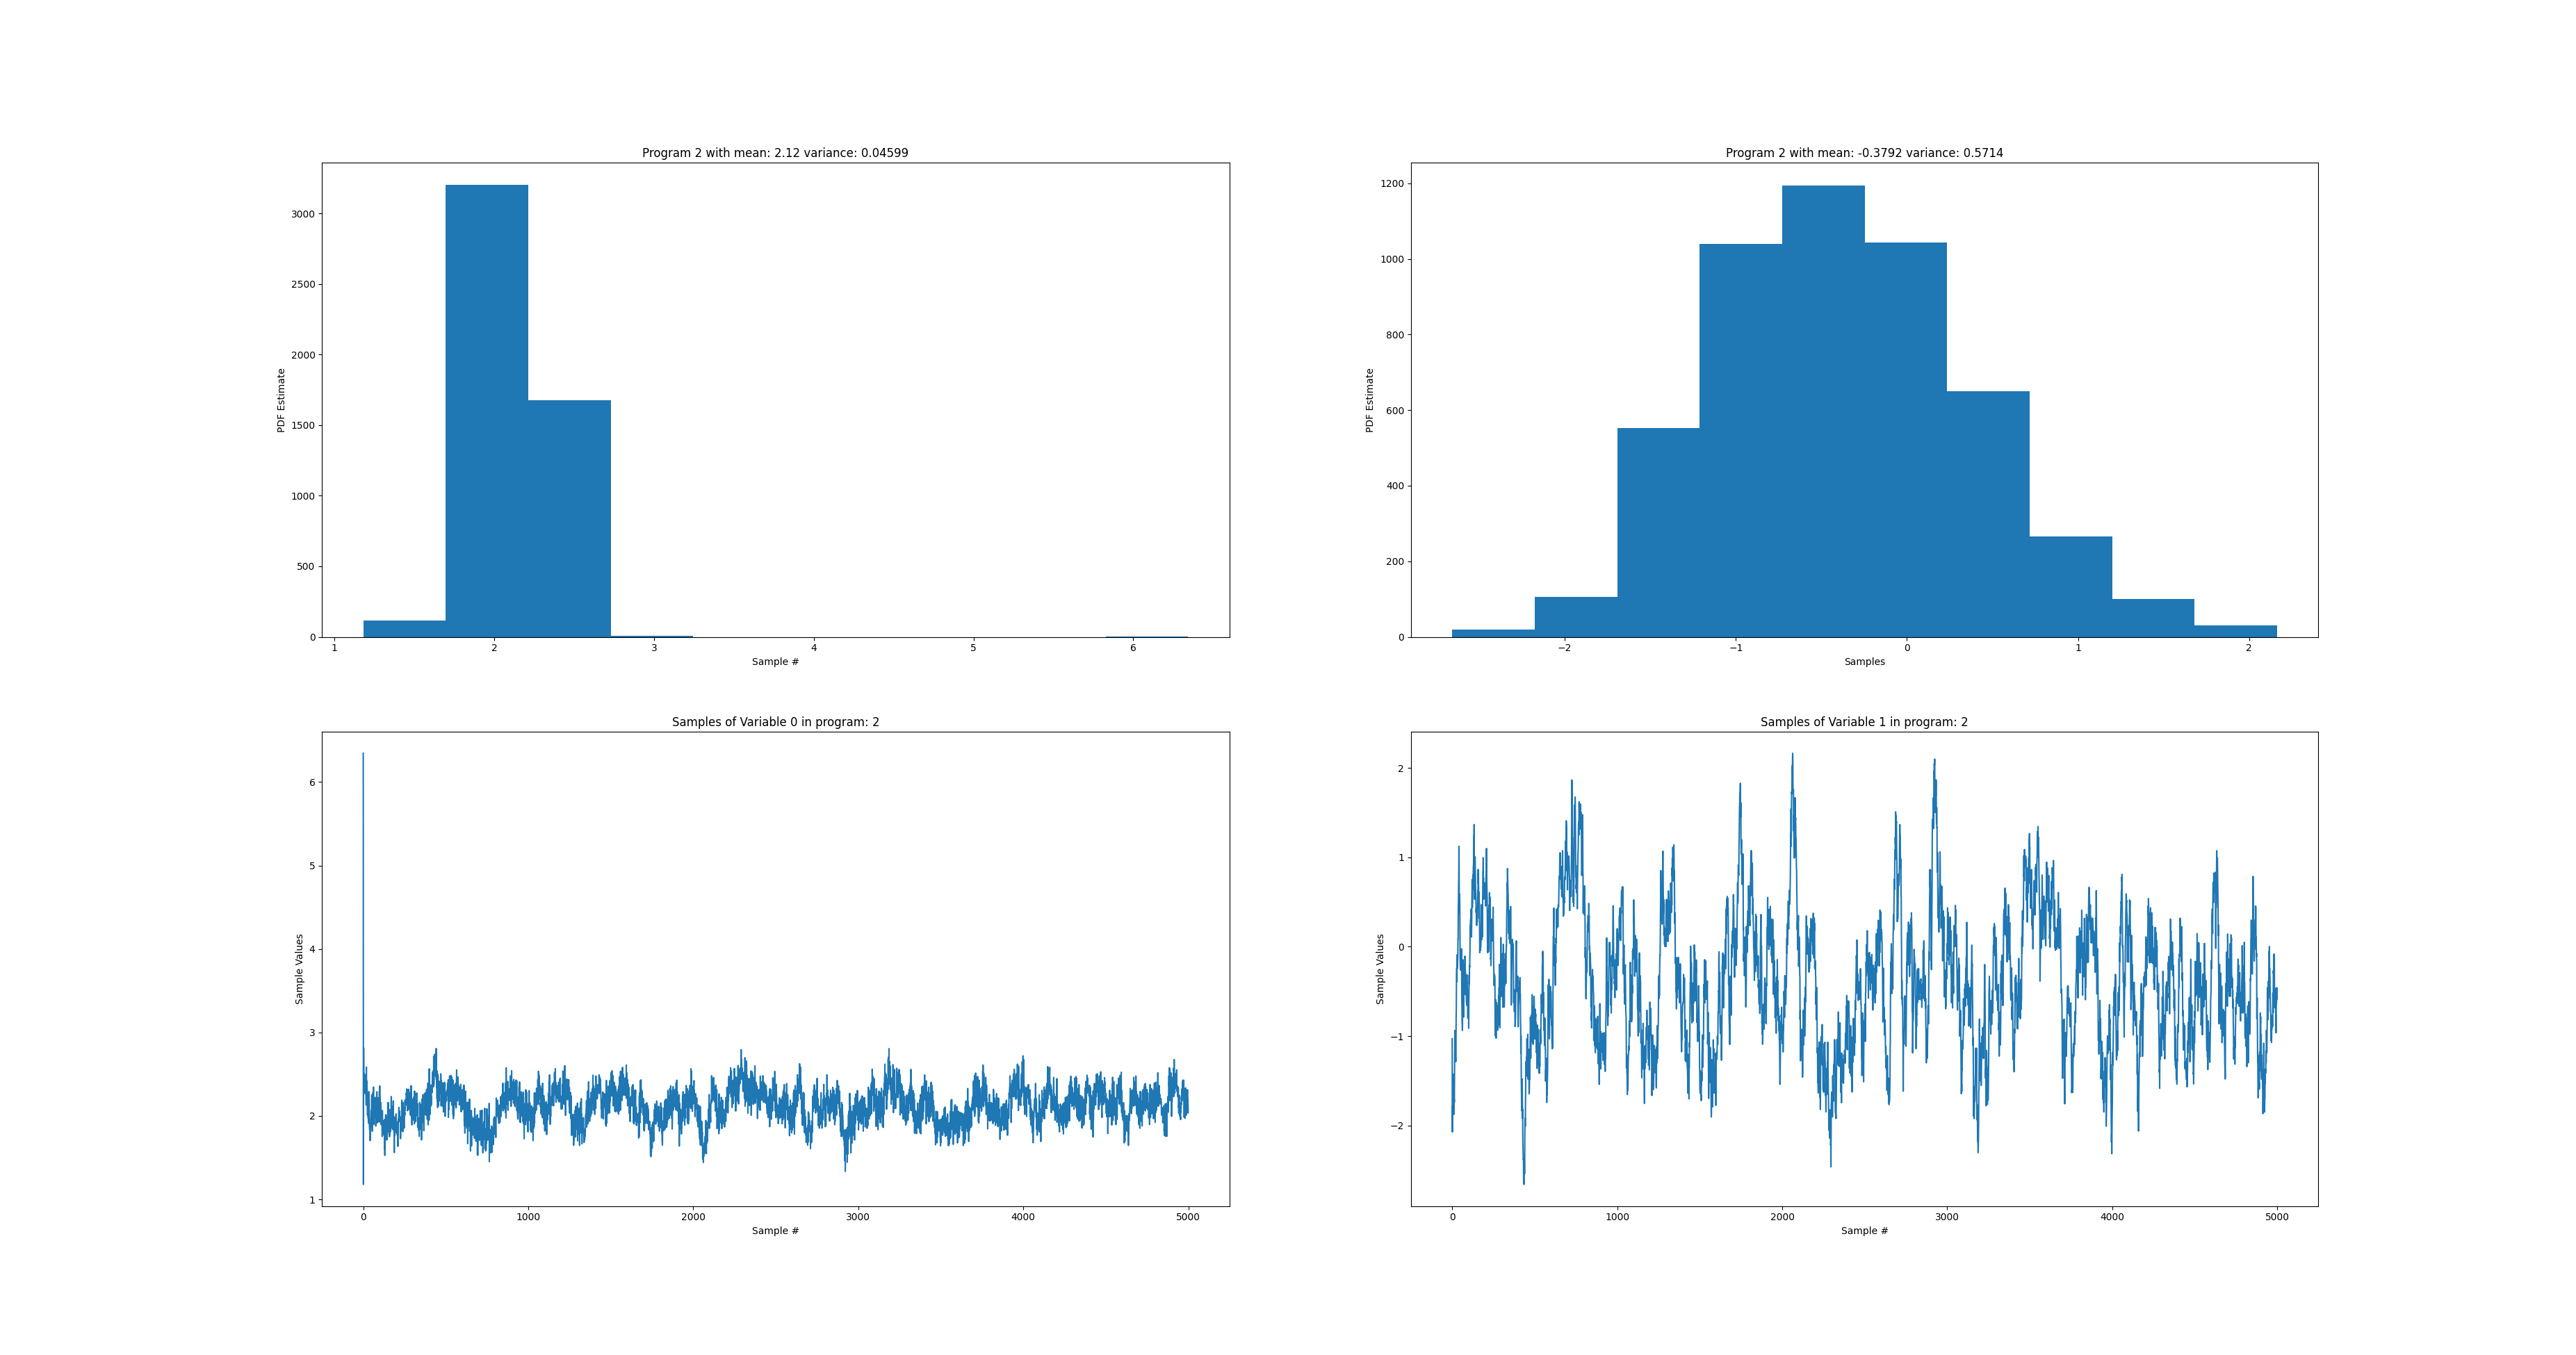 Program 2 with mean: 2.12 variance: 0.04599
PDF Estimate
3000
2500
2000
1500
1000
500
0
1 2 3 4 5 6
Sample #
Program 2 with mean: -0.3792 variance: 0.5714
PDF Estimate
1200
1000
800
600
400
200
0
−2 −1 0 1 2
Samples
Samples of Variable 0 in program: 2
Sample Values
6
5
4
3
2
1
0 1000 2000 3000 4000 5000
Sample #
Samples of Variable 1 in program: 2
Sample Values
2
1
0
−1
−2
0 1000 2000 3000 4000 5000
Sample #